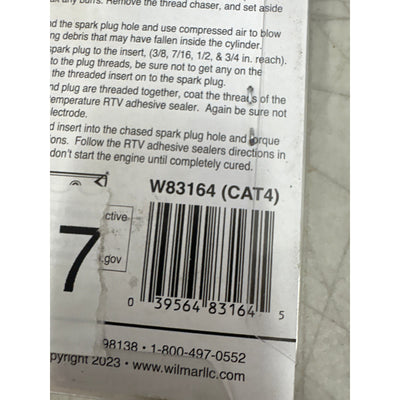 any burrs. Remove the thread chaser, and set aside
nd the spark plug hole and use compressed air to blow
ng debris that may have fallen inside the cylinder.
spark plug to the insert, (3/8, 7/16, 1/2, & 3/4 in. reach).
to the plug threads, be sure not to get any on the
the threaded insert on to the spark plug.
nd plug are threaded together, coat the threads of the
emperature RTV adhesive sealer. Again be sure not
lectrode.
d insert into the chased spark plug hole and torque
ons. Follow the RTV adhesive sealers directions in
don't start the engine until completely cured.
W83164 (CAT4)
ctive
7
.gov
0 39564 83164 5
98138 • 1-800-497-0552
opyright 2023 • www.wilmarllc.com